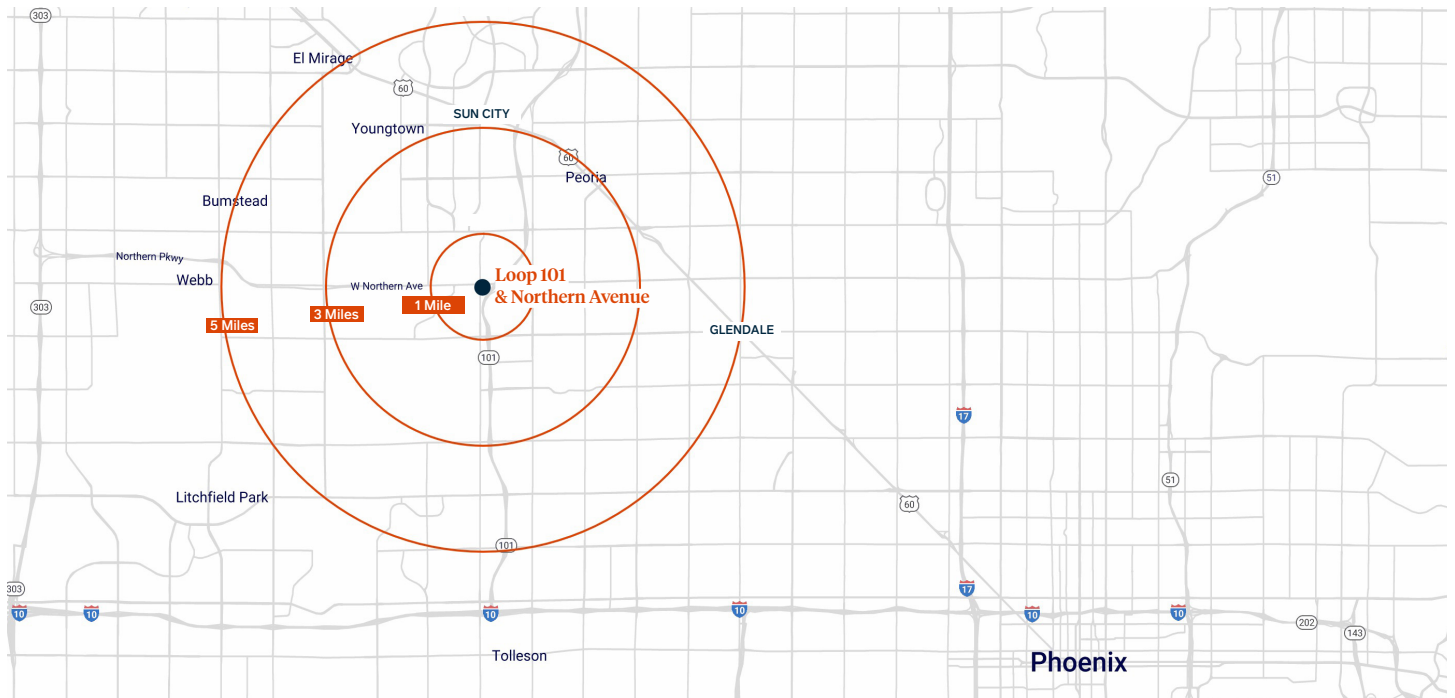 303
El Mirage
60
SUN CITY
Youngtown
60
Peoria
51
Bumstead
Northern Pkwy
Webb
W Northern Ave
Loop 101
& Northern Avenue
1 Mile
3 Miles
5 Miles
303
GLENDALE
101
17
51
Litchfield Park
60
101
303
17
10
10
10
10
10
10
202
143
Tolleson
Phoenix